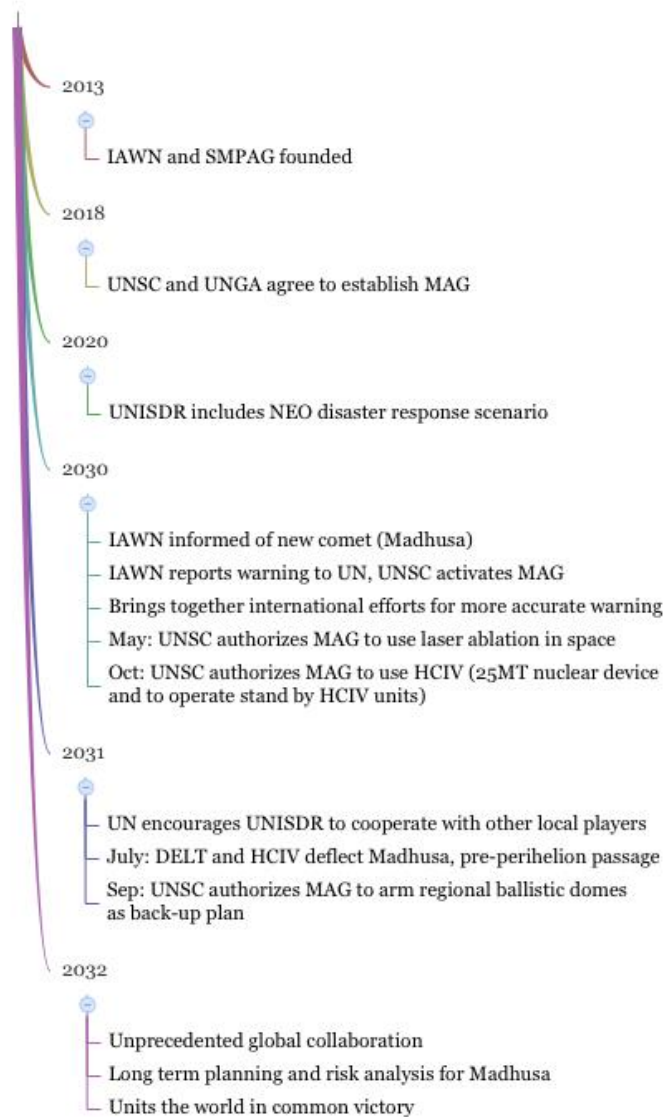 2013
IAWN and SMPAG founded
2018
UNSC and UNGA agree to establish MAG
2020
UNISDR includes NEO disaster response scenario
2030
IAWN informed of new comet (Madhusa)
IAWN reports warning to UN, UNSC activates MAG
Brings together international efforts for more accurate warning
May: UNSC authorizes MAG to use laser ablation in space
Oct: UNSC authorizes MAG to use HCIV (25MT nuclear device
and to operate stand by HCIV units)
2031
UN encourages UNISDR to cooperate with other local players
July: DELT and HCIV deflect Madhusa, pre-perihelion passage
Sep: UNSC authorizes MAG to arm regional ballistic domes
as back-up plan
2032
Unprecedented global collaboration
Long term planning and risk analysis for Madhusa
Units the world in common victory